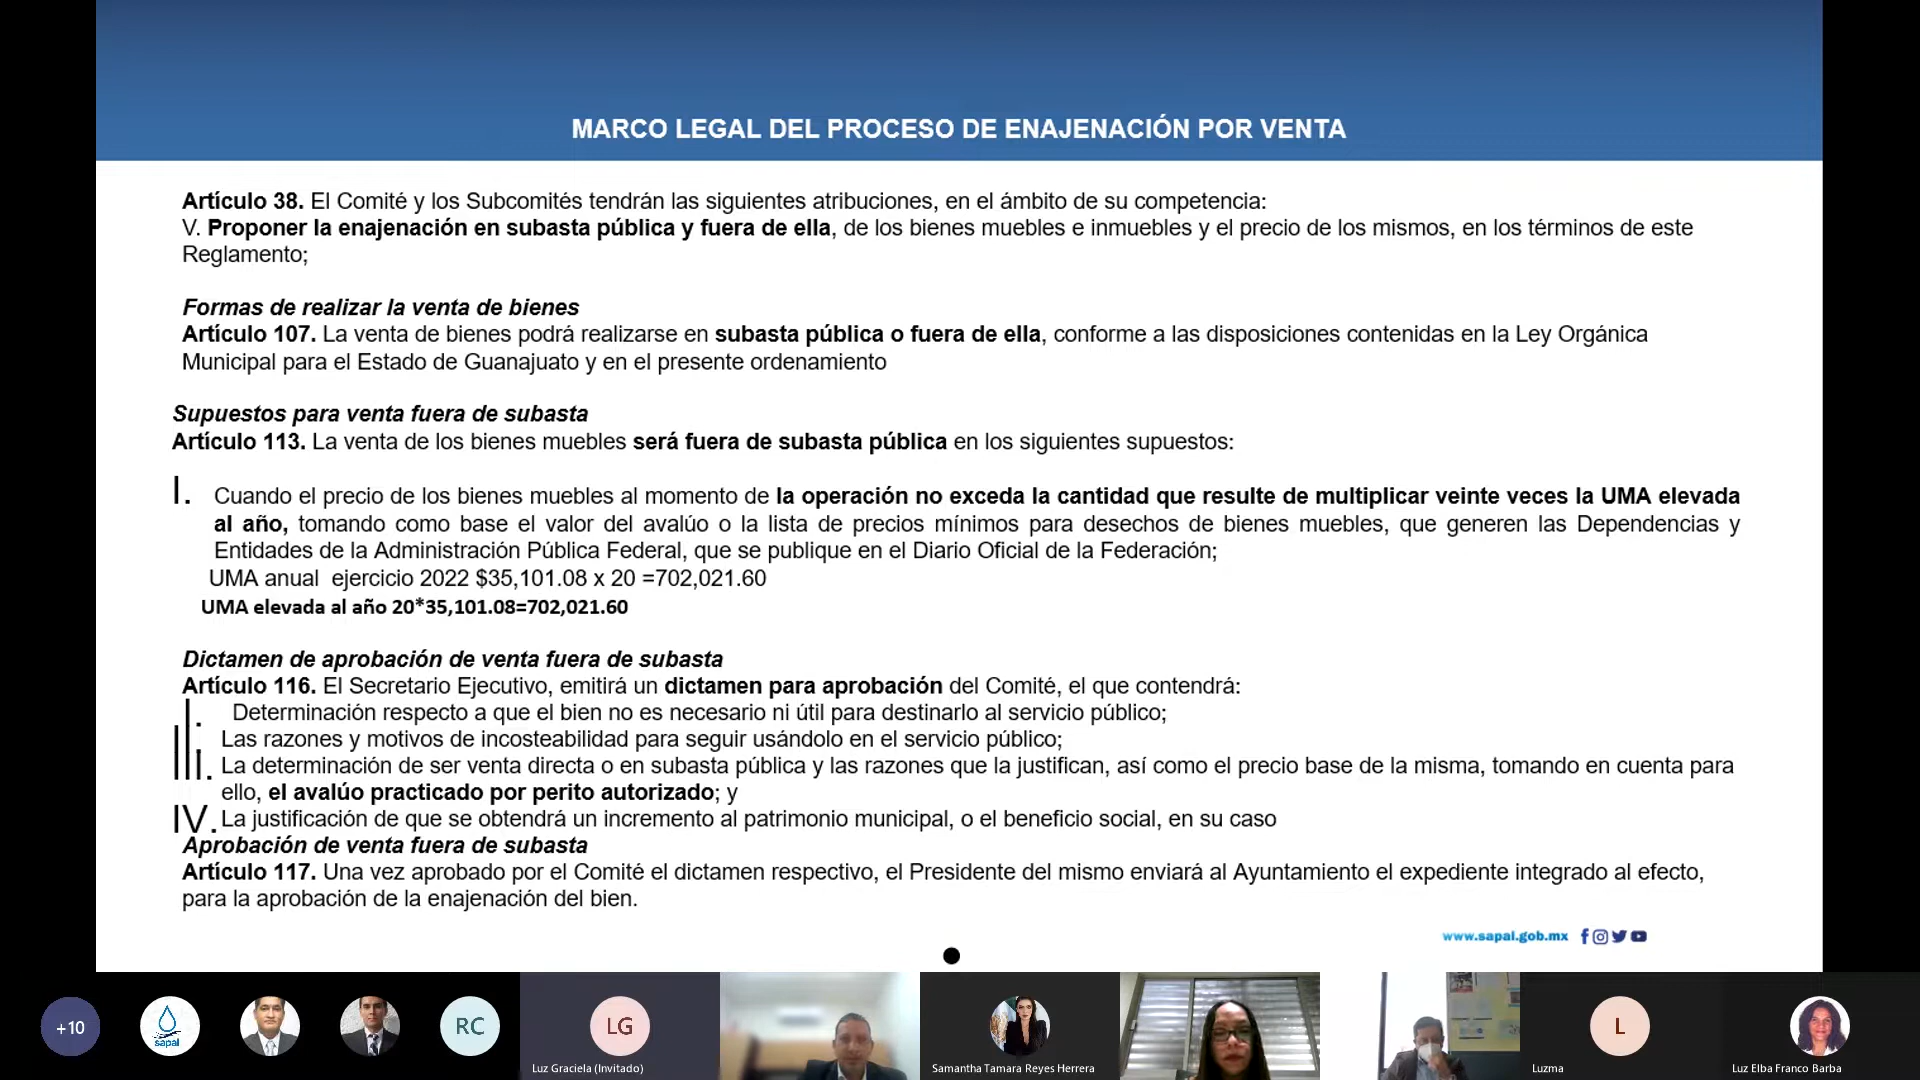 MARCO LEGAL DEL PROCESO DE ENAJENACIÓN POR VENTA
Artículo 38. El Comité y los Subcomités tendrán las siguientes atribuciones, en el ámbito de su competencia:
V. Proponer la enajenación en subasta pública y fuera de ella, de los bienes muebles e inmuebles y el precio de los mismos, en los términos de este
Reglamento;
Formas de realizar la venta de bienes
Artículo 107. La venta de bienes podrá realizarse en subasta pública o fuera de ella, conforme a las disposiciones contenidas en la Ley Orgánica
Municipal para el Estado de Guanajuato y en el presente ordenamiento
Supuestos para venta fuera de subasta
Artículo 113. La venta de los bienes muebles será fuera de subasta pública en los siguientes supuestos:
I. Cuando el precio de los bienes muebles al momento de la operación no exceda la cantidad que resulte de multiplicar veinte veces la UMA elevada
al año, tomando como base el valor del avalúo o la lista de precios mínimos para desechos de bienes muebles, que generen las Dependencias y
Entidades de la Administración Pública Federal, que se publique en el Diario Oficial de la Federación;
UMA anual ejercicio 2022 $35,101.08 x 20 =702,021.60
UMA elevada al año 20*35,101.08=702,021.60
Dictamen de aprobación de venta fuera de subasta
Artículo 116. El Secretario Ejecutivo, emitirá un dictamen para aprobación del Comité, el que contendrá:
I. Determinación respecto a que el bien no es necesario ni útil para destinarlo al servicio público;
II. Las razones y motivos de incosteabilidad para seguir usándolo en el servicio público;
III. La determinación de ser venta directa o en subasta pública y las razones que la justifican, así como el precio base de la misma, tomando en cuenta para
ello, el avalúo practicado por perito autorizado; y
IV. La justificación de que se obtendrá un incremento al patrimonio municipal, o el beneficio social, en su caso
Aprobación de venta fuera de subasta
Artículo 117. Una vez aprobado por el Comité el dictamen respectivo, el Presidente del mismo enviará al Ayuntamiento el expediente integrado al efecto,
para la aprobación de la enajenación del bien.
www.sapal.gob.mx
+10
sapal
RC
LG
L
Luz Graciela (Invitado)
Samantha Tamara Reyes Herrera
Luzma
Luz Elba Franco Barba